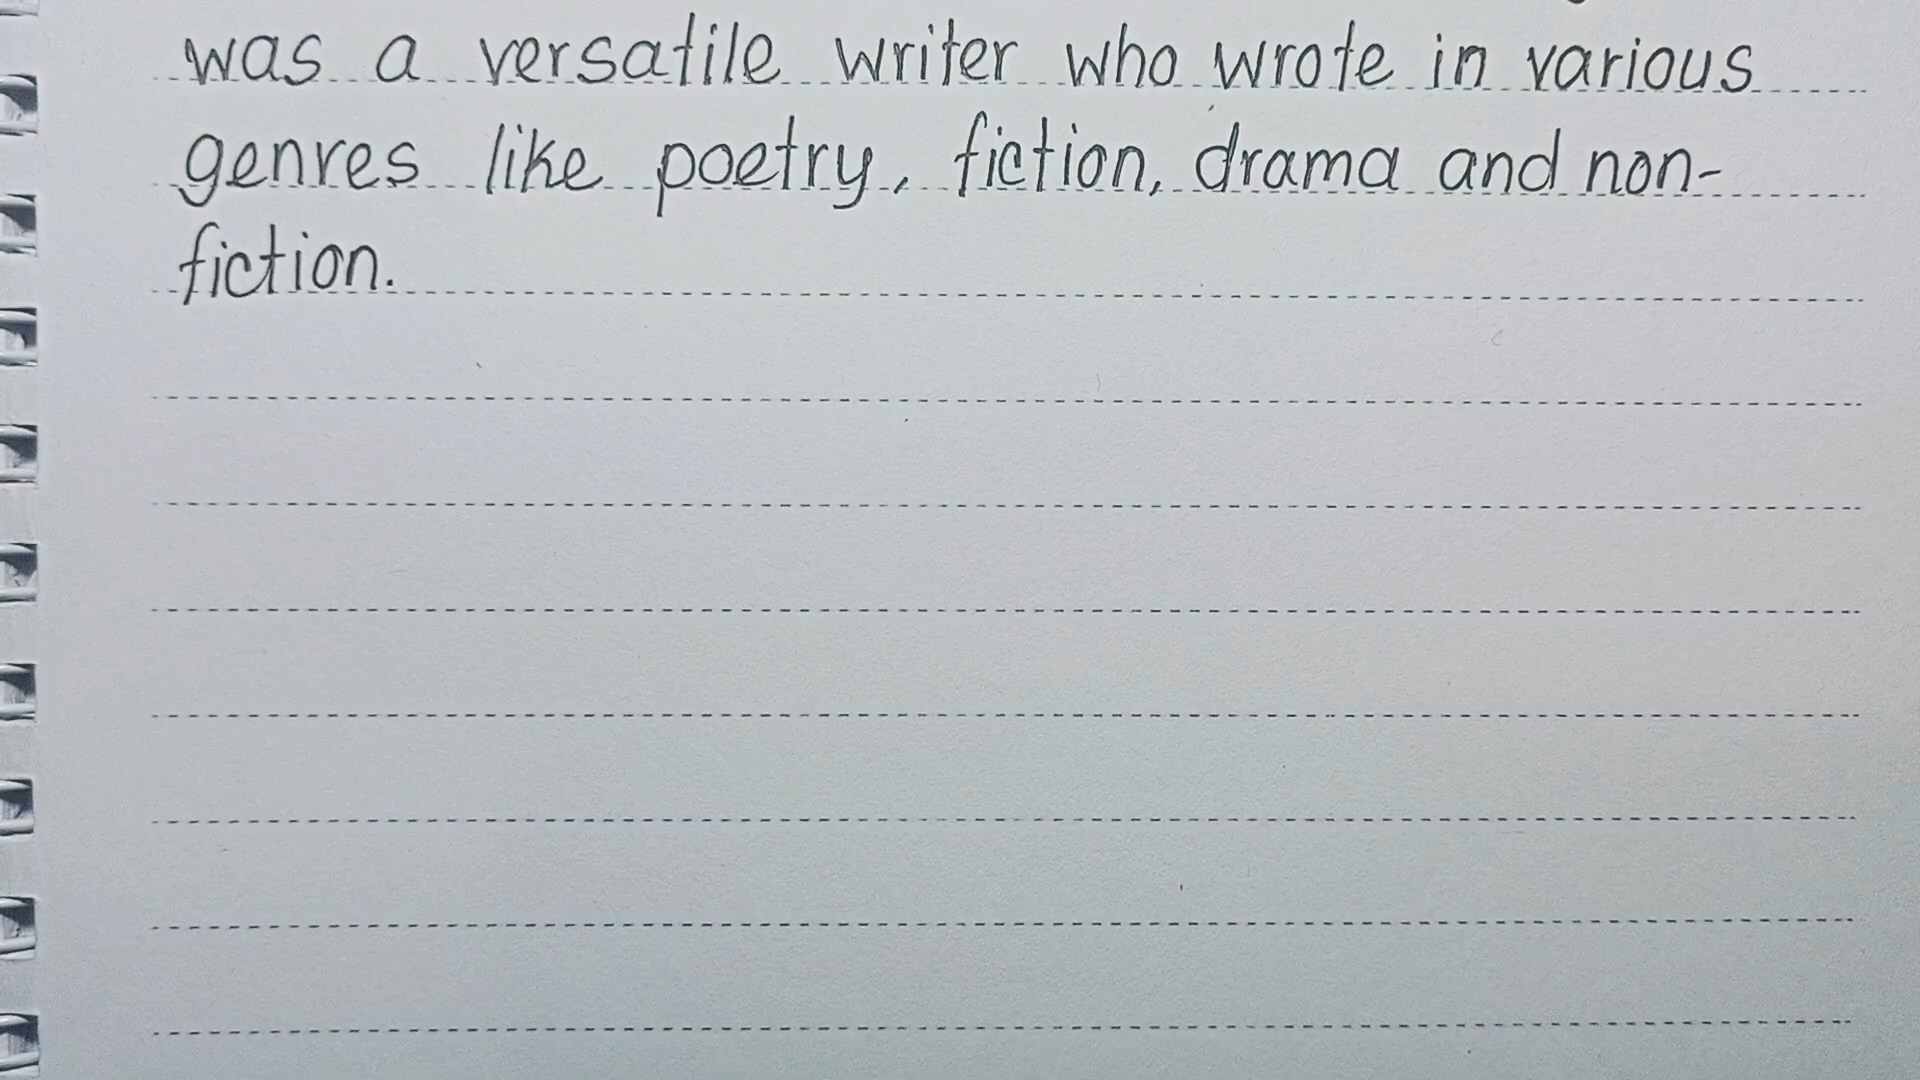 was a versatile writer who wrote in various
genres like poetry, fiction, drama and non-
fiction.